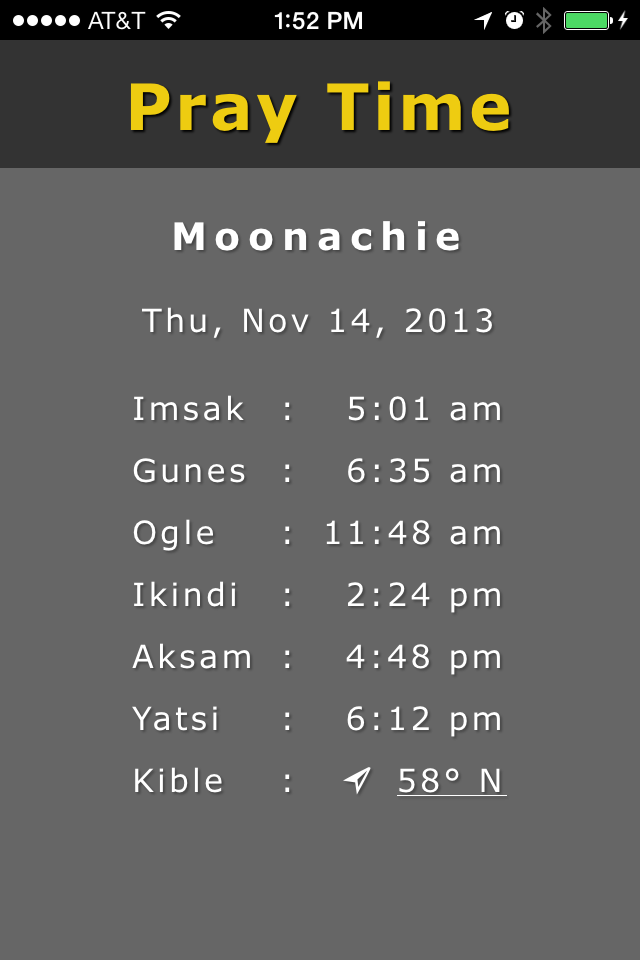 AT&T 1:52 PM
Pray Time
Moonachie
Thu, Nov 14, 2013
Imsak : 5:01 am
Gunes : 6:35 am
Ogle : 11:48 am
Ikindi : 2:24 pm
Aksam : 4:48 pm
Yatsi : 6:12 pm
Kible : 58° N